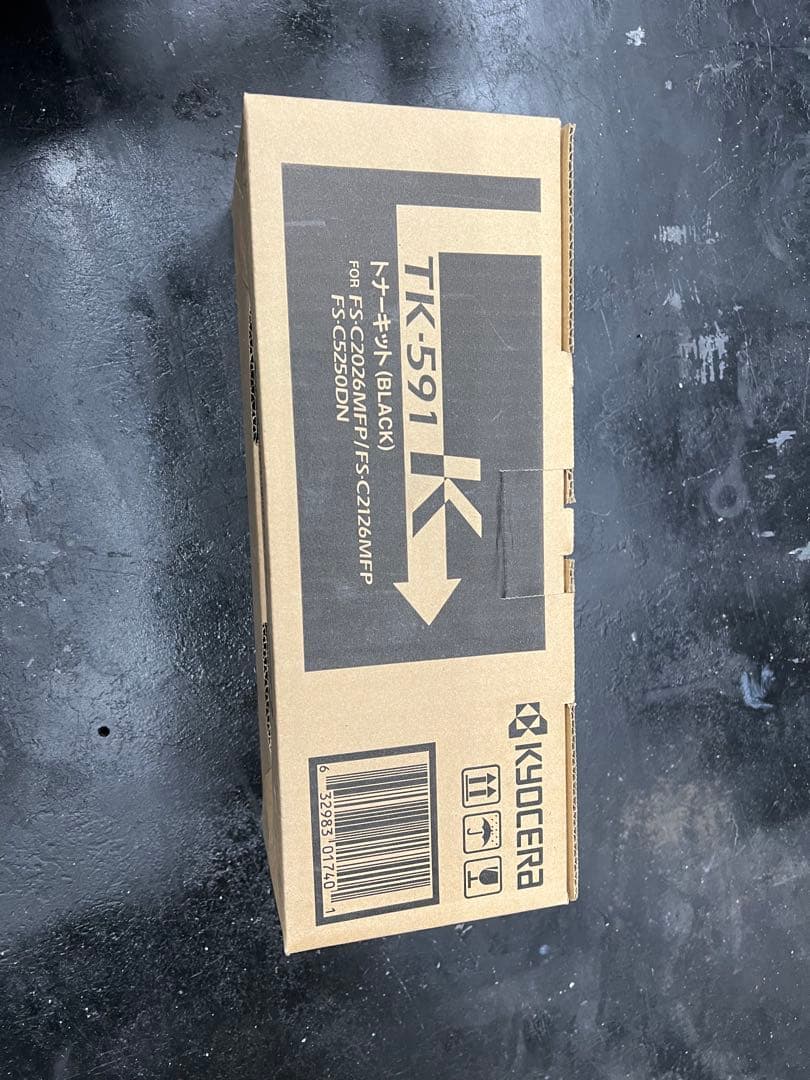 TK-591 K
トナーキット (BLACK)
FOR FS-C2026MFP/FS-C2126MFP
FS-C5250DN
KYOCERA
6 32983 01740 1